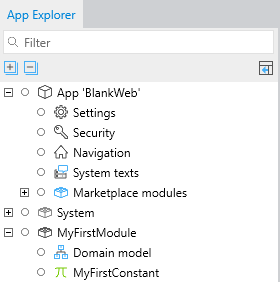 App Explorer
Filter
App 'BlankWeb'
Settings
Security
Navigation
System texts
Marketplace modules
System
MyFirstModule
Domain model
MyFirstConstant